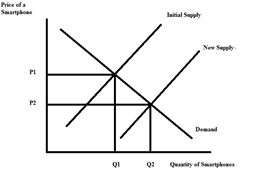 Price of a
Smartphone
Initial Supply
New Supply
P1
P2
Demand
Q1
Q2
Quantity of Smartphones